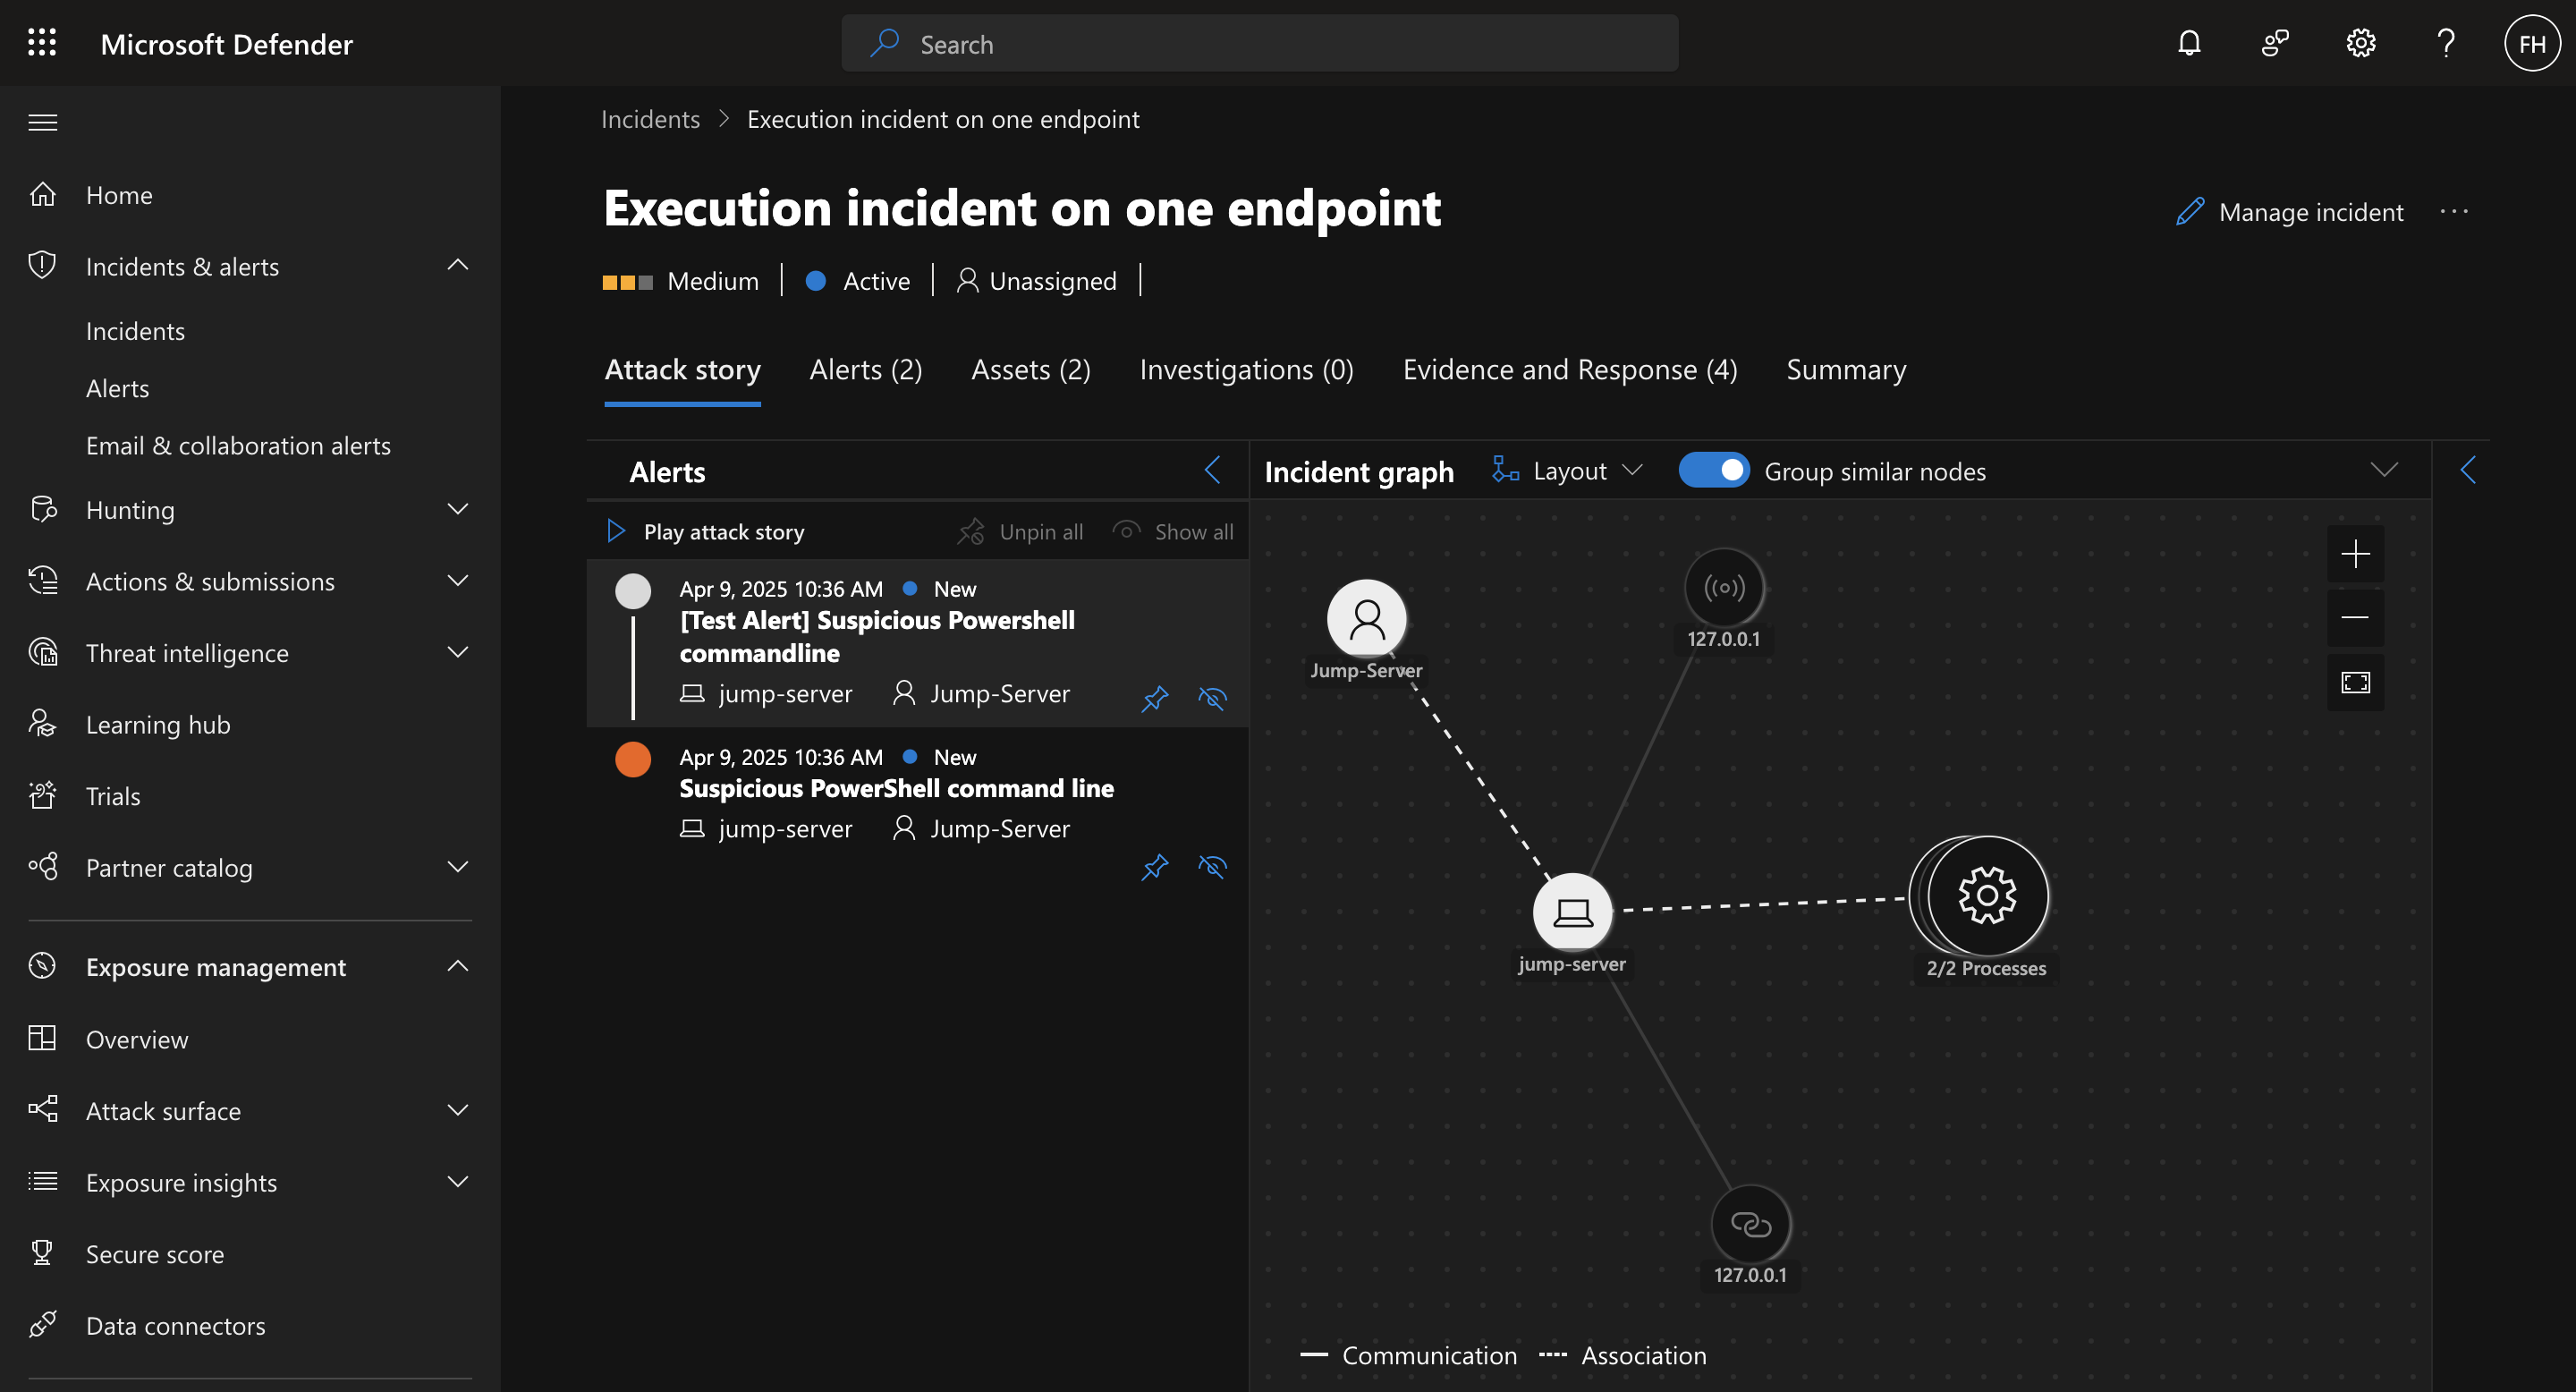 Microsoft Defender
Search
FH
Home
Incidents & alerts
Incidents
Alerts
Email & collaboration alerts
Hunting
Actions & submissions
Threat intelligence
Learning hub
Trials
Partner catalog
Exposure management
Overview
Attack surface
Exposure insights
Secure score
Data connectors
Incidents > Execution incident on one endpoint
Execution incident on one endpoint
Manage incident
Medium | Active | Unassigned |
Attack story Alerts (2) Assets (2) Investigations (0) Evidence and Response (4) Summary
Alerts
Play attack story Unpin all Show all
Apr 9, 2025 10:36 AM New
[Test Alert] Suspicious Powershell
commandline
jump-server Jump-Server
Apr 9, 2025 10:36 AM New
Suspicious PowerShell command line
jump-server Jump-Server
Incident graph Layout Group similar nodes
127.0.0.1
Jump-Server
jump-server
2/2 Processes
127.0.0.1
Communication Association